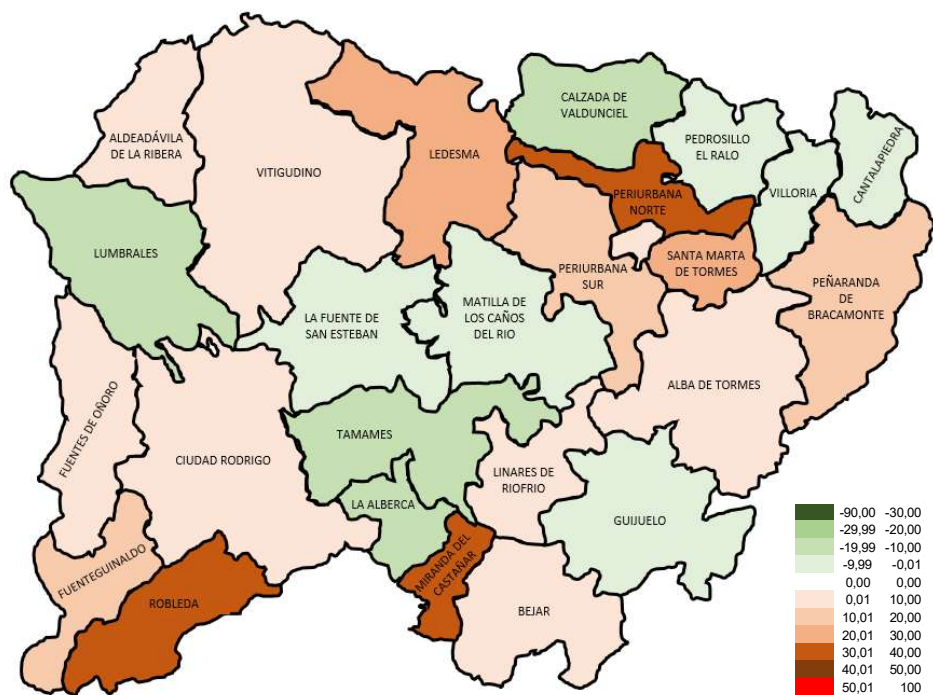 CALZADA DE
VALDUNCIEL
ALDEADÁVILA
DE LA RIBERA
VITIGUDINO
LEDESMA
PEDROSILLO
EL RALO
VILLORIA
CANTALAPIEDRA
PERIURBANA
NORTE
LUMBRALES
PERIURBANA
SUR
SANTA MARTA
DE TORMES
PEÑARANDA
DE
BRACAMONTE
LA FUENTE DE
SAN ESTEBAN
MATILLA DE
LOS CAÑOS
DEL RIO
ALBA DE TORMES
FUENTES DE OÑORO
CIUDAD RODRIGO
TAMAMES
LINARES DE
RIOFRIO
LA ALBERCA
GUIJUELO
FUENTEGUINALDO
ROBLEDA
MIRANDA DEL
CASTAÑAR
BEJAR
-90,00 -30,00
-29,99 -20,00
-19,99 -10,00
-9,99 -0,01
0,00 0,00
0,01 10,00
10,01 20,00
20,01 30,00
30,01 40,00
40,01 50,00
50,01 100